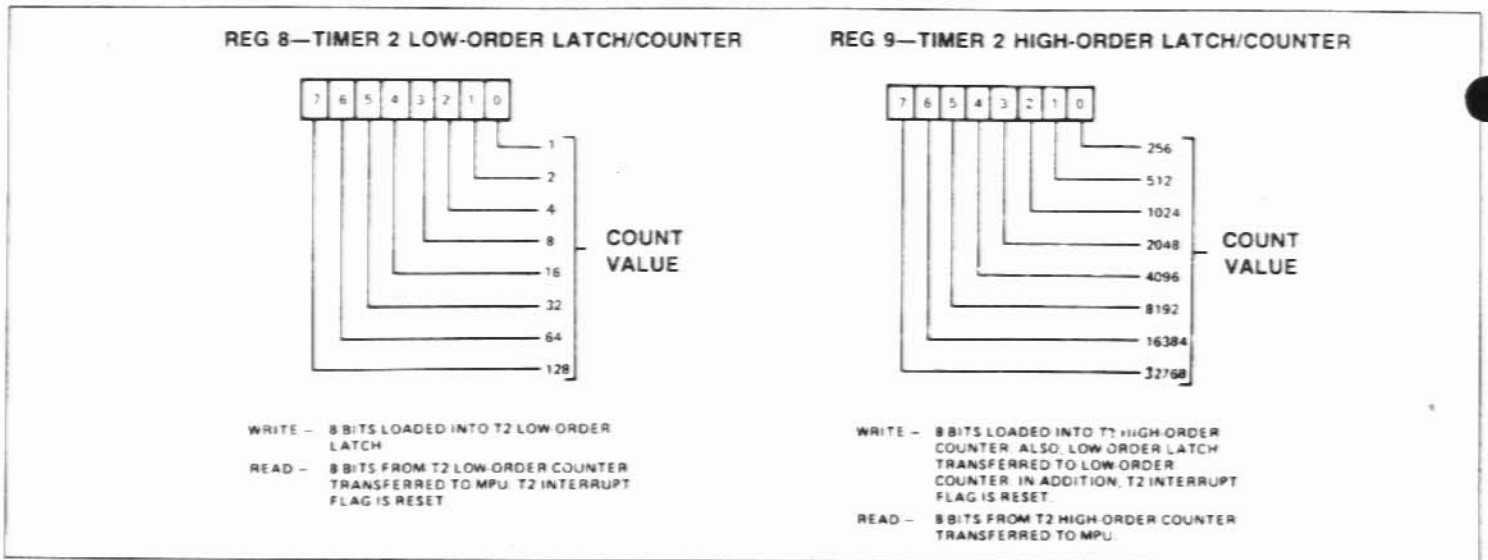 REG 8—TIMER 2 LOW-ORDER LATCH/COUNTER
7 6 5 4 3 2 1 0
1
2
4
8
16
32
64
128
COUNT
VALUE
WRITE – 8 BITS LOADED INTO T2 LOW-ORDER
LATCH
READ – 8 BITS FROM T2 LOW-ORDER COUNTER
TRANSFERRED TO MPU. T2 INTERRUPT
FLAG IS RESET
REG 9—TIMER 2 HIGH-ORDER LATCH/COUNTER
7 6 5 4 3 2 1 0
256
512
1024
2048
4096
8192
16384
32768
COUNT
VALUE
WRITE – 8 BITS LOADED INTO T2 HIGH-ORDER
COUNTER. ALSO, LOW ORDER LATCH
TRANSFERRED TO LOW-ORDER
COUNTER. IN ADDITION, T2 INTERRUPT
FLAG IS RESET.
READ – 8 BITS FROM T2 HIGH-ORDER COUNTER
TRANSFERRED TO MPU.